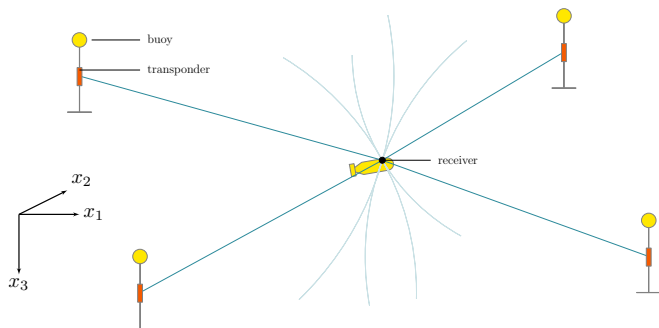 buoy
transponder
receiver
x₂
x₁
x₃